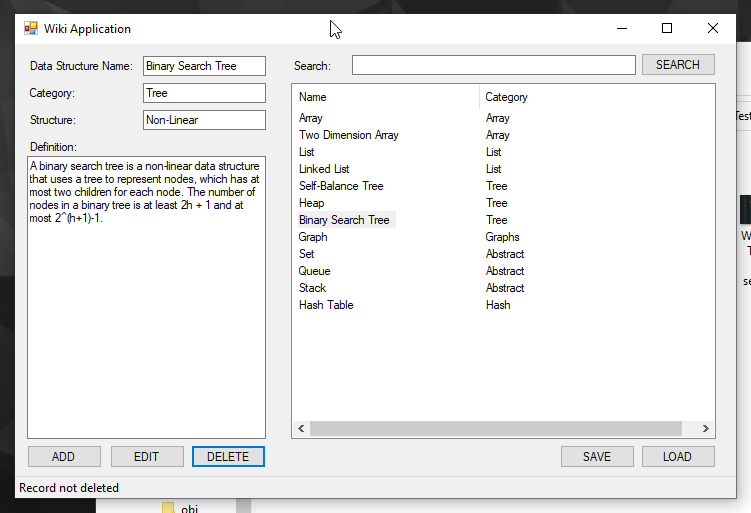 Wiki Application
Data Structure Name: Binary Search Tree
Category: Tree
Structure: Non-Linear
Definition:
A binary search tree is a non-linear data structure
that uses a tree to represent nodes, which has at
most two children for each node. The number of
nodes in a binary tree is at least 2h + 1 and at
most 2^(h+1)-1.
ADD EDIT DELETE
Search: SEARCH
Name Category
Array Array
Two Dimension Array Array
List List
Linked List List
Self-Balance Tree Tree
Heap Tree
Binary Search Tree Tree
Graph Graphs
Set Abstract
Queue Abstract
Stack Abstract
Hash Table Hash
SAVE LOAD
Record not deleted
obj